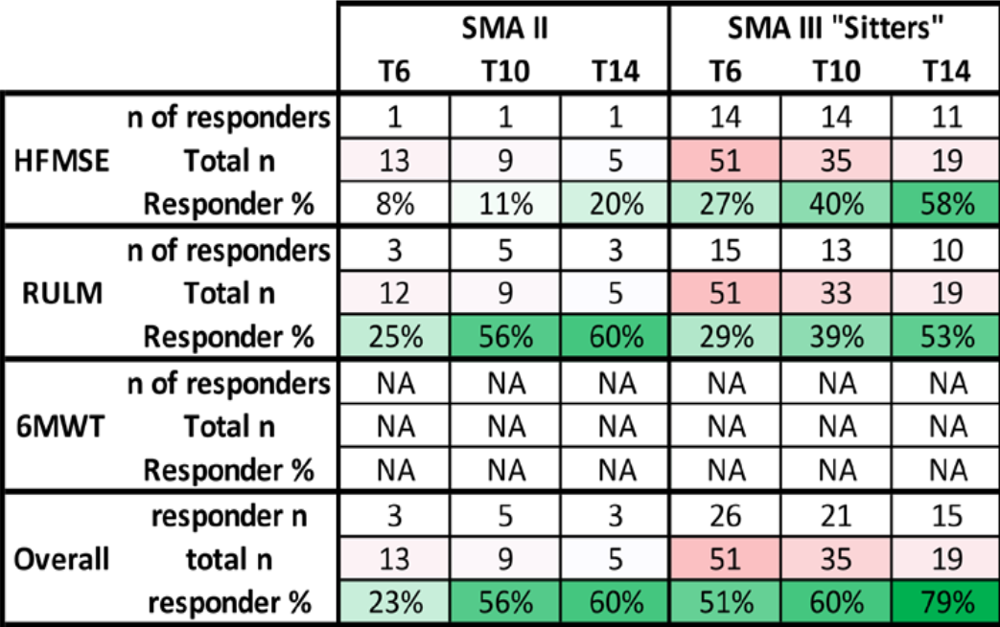 SMA II SMA III "Sitters"
T6 T10 T14 T6 T10 T14
n of responders 1 1 1 14 14 11
HFMSE Total n 13 9 5 51 35 19
Responder % 8% 11% 20% 27% 40% 58%
n of responders 3 5 3 15 13 10
RULM Total n 12 9 5 51 33 19
Responder % 25% 56% 60% 29% 39% 53%
n of responders NA NA NA NA NA NA
6MWT Total n NA NA NA NA NA NA
Responder % NA NA NA NA NA NA
responder n 3 5 3 26 21 15
Overall total n 13 9 5 51 35 19
responder % 23% 56% 60% 51% 60% 79%